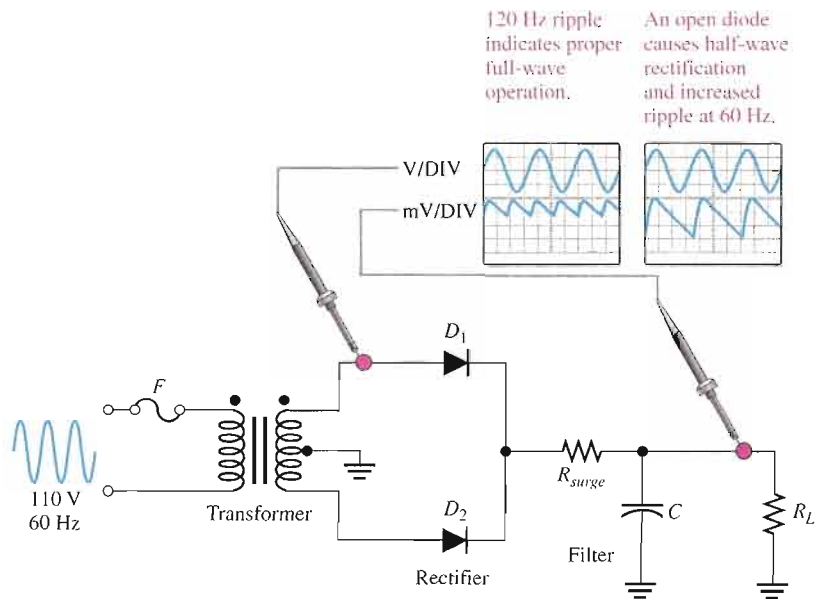 120 Hz ripple
indicates proper
full-wave
operation.
An open diode
causes half-wave
rectification
and increased
ripple at 60 Hz.
V/DIV
mV/DIV
D1
F
110 V
60 Hz
Transformer
D2
Rectifier
Rsurge
C
Filter
RL